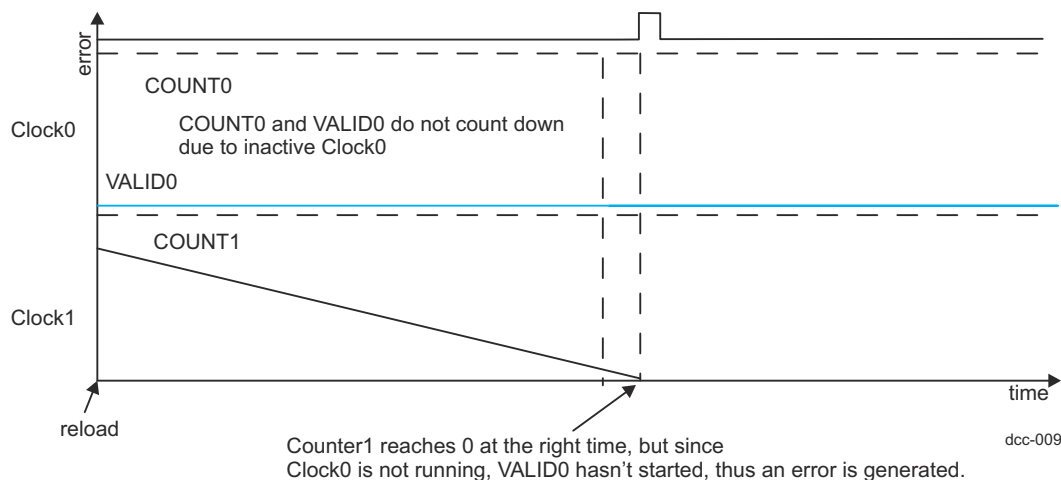 error
COUNT0
COUNT0 and VALID0 do not count down
due to inactive Clock0
Clock0
VALID0
COUNT1
Clock1
time
reload
Counter1 reaches 0 at the right time, but since
Clock0 is not running, VALID0 hasn't started, thus an error is generated.
dcc-009